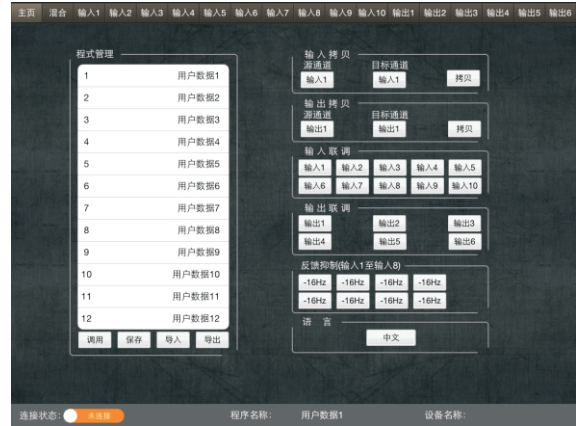 主页 混合 输入1 输入2 输入3 输入4 输入5 输入6 输入7 输入8 输入9 输入10 输出1 输出2 输出3 输出4 输出5 输出6
程式管理
1 用户数据1
2 用户数据2
3 用户数据3
4 用户数据4
5 用户数据5
6 用户数据6
7 用户数据7
8 用户数据8
9 用户数据9
10 用户数据10
11 用户数据11
12 用户数据12
调用 保存 导入 导出
输入拷贝
源通道 目标通道
输入1 输入1 拷贝
输出拷贝
源通道 目标通道
输出1 输出1 拷贝
输入联调
输入1 输入2 输入3 输入4 输入5
输入6 输入7 输入8 输入9 输入10
输出联调
输出1 输出2 输出3
输出4 输出5 输出6
反馈抑制(输入1至输入8)
-16Hz -16Hz -16Hz -16Hz
-16Hz -16Hz -16Hz -16Hz
语 言
中文
连接状态: 未连接 程序名称: 用户数据1 设备名称: